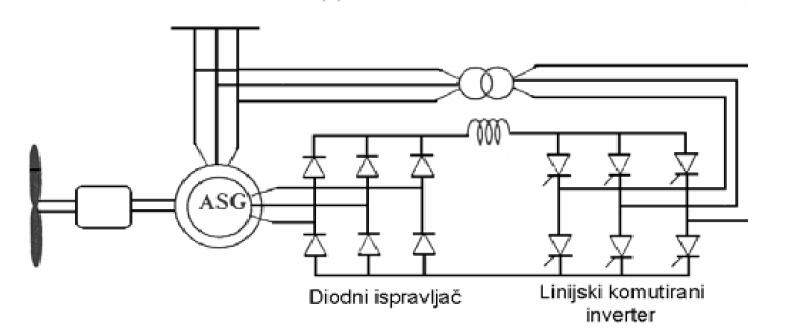 ASG
Diodni ispravljač
Linijski komutirani
inverter